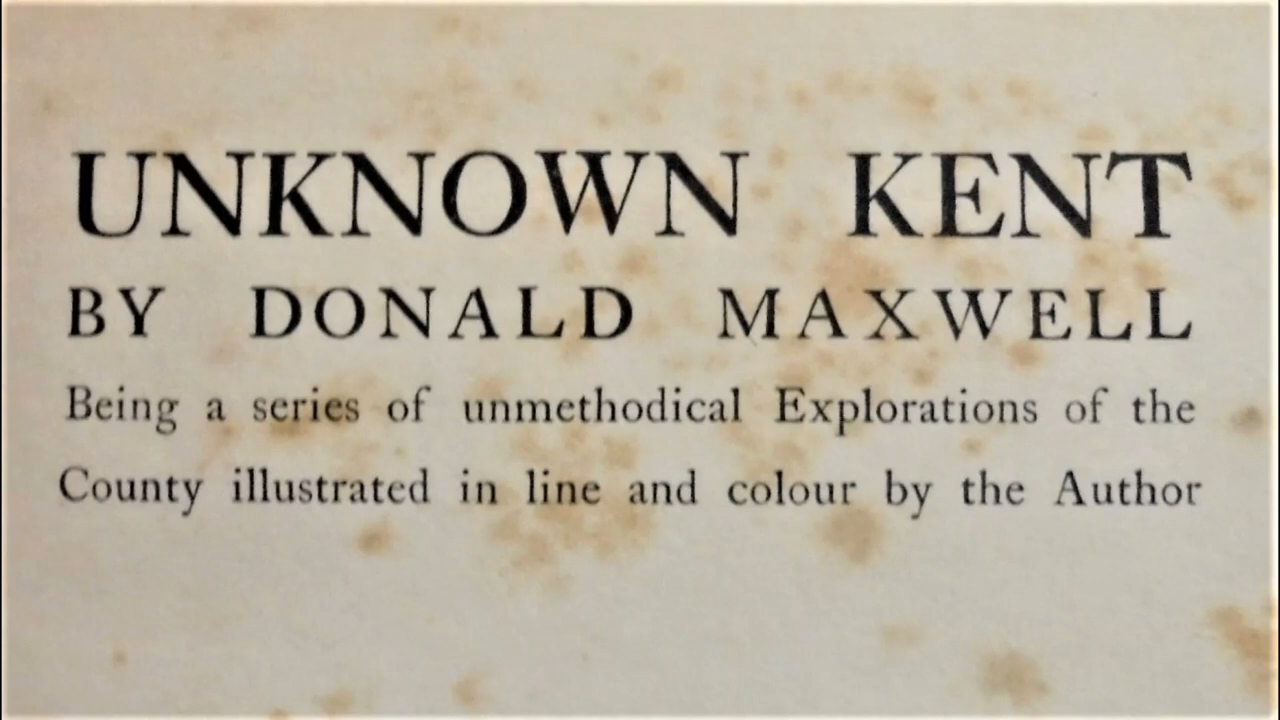 UNKNOWN KENT
BY DONALD MAXWELL
Being a series of unmethodical Explorations of the
County illustrated in line and colour by the Author